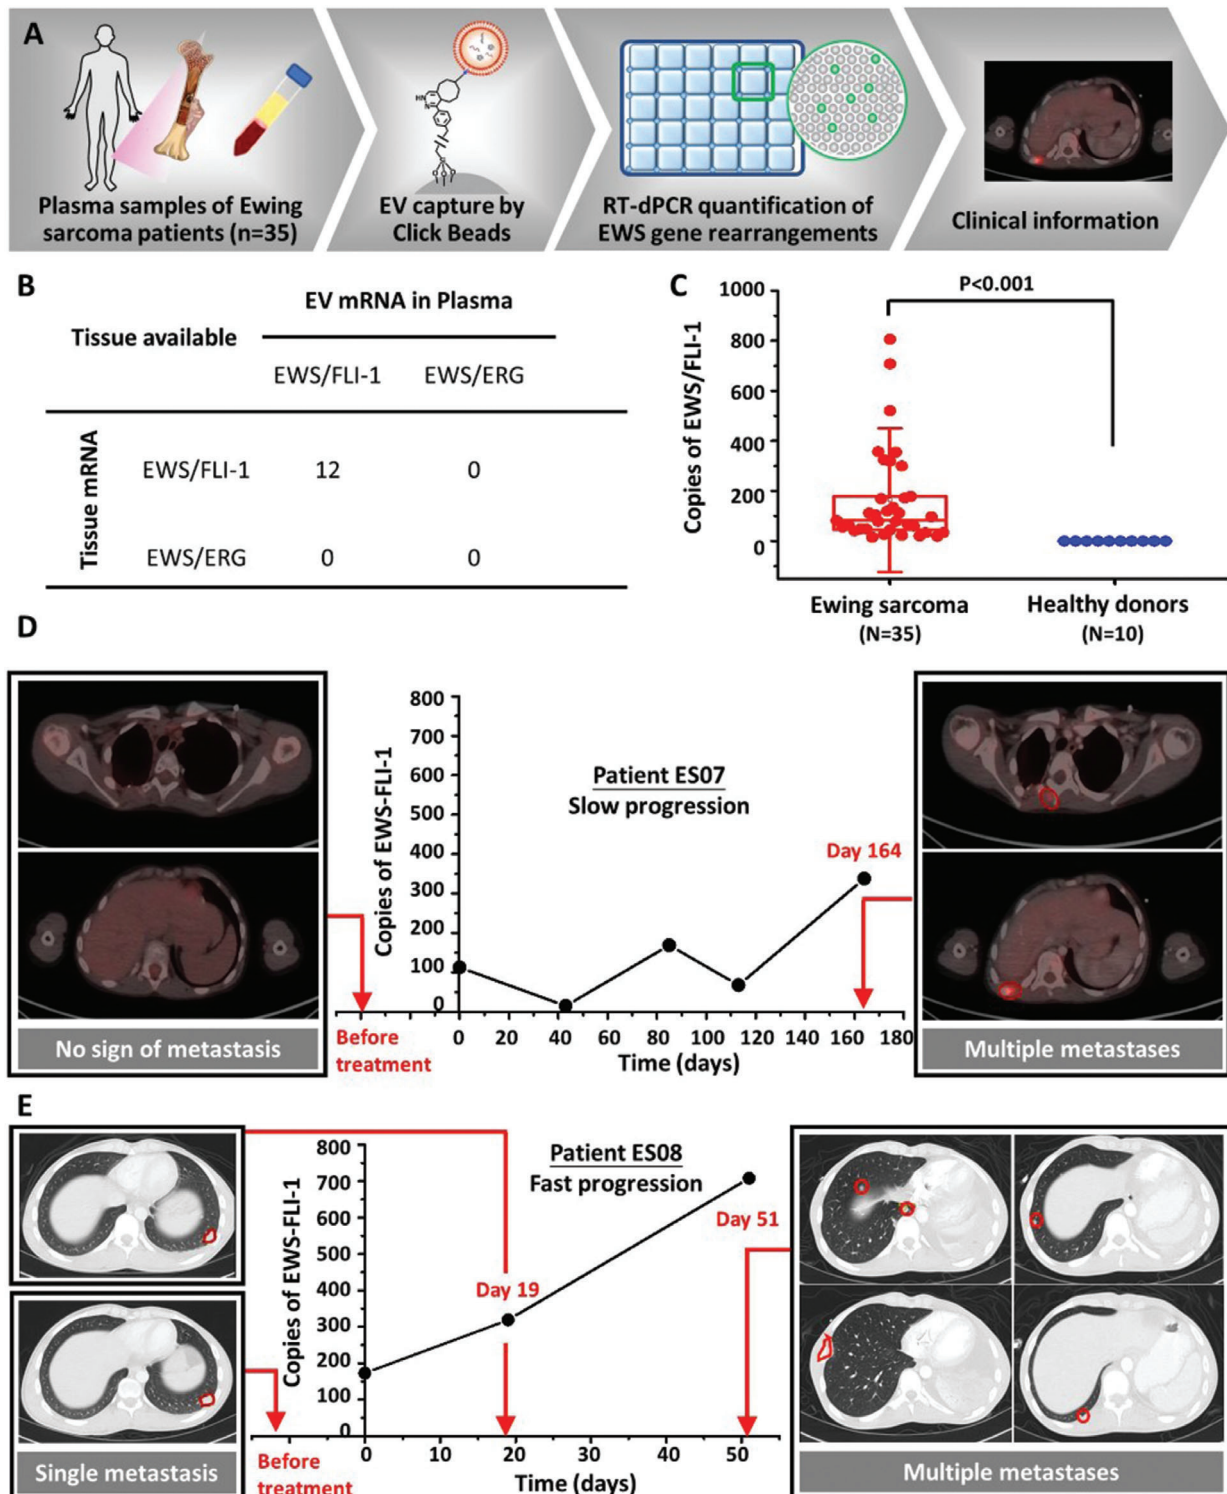 A
Plasma samples of Ewing
sarcoma patients (n=35)
EV capture by
Click Beads
RT-dPCR quantification of
EWS gene rearrangements
Clinical information
HN
N
B
EV mRNA in Plasma
Tissue available
EWS/FLI-1 EWS/ERG
Tissue mRNA
EWS/FLI-1 12 0
EWS/ERG 0 0
C
P<0.001
Copies of EWS/FLI-1
1000
800
600
400
200
0
Ewing sarcoma
(N=35)
Healthy donors
(N=10)
D
No sign of metastasis
Before
treatment
Copies of EWS-FLI-1
800
700
600
500
400
300
200
100
0
Patient ES07
Slow progression
Day 164
0 20 40 60 80 100 120 140 160 180
Time (days)
Multiple metastases
E
Single metastasis
Before
treatment
Copies of EWS-FLI-1
800
700
600
500
400
300
200
100
0
Patient ES08
Fast progression
Day 19
Day 51
0 10 20 30 40 50
Time (days)
Multiple metastases